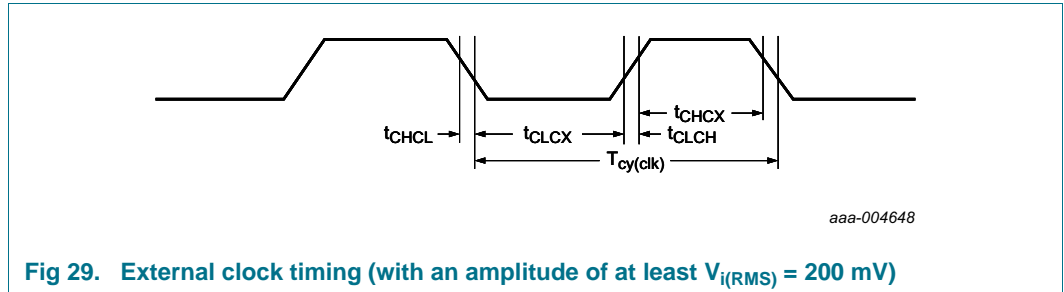 tCHCX
tCHCL tCLCX tCLCH
Tcy(clk)
aaa-004648
Fig 29. External clock timing (with an amplitude of at least Vi(RMS) = 200 mV)